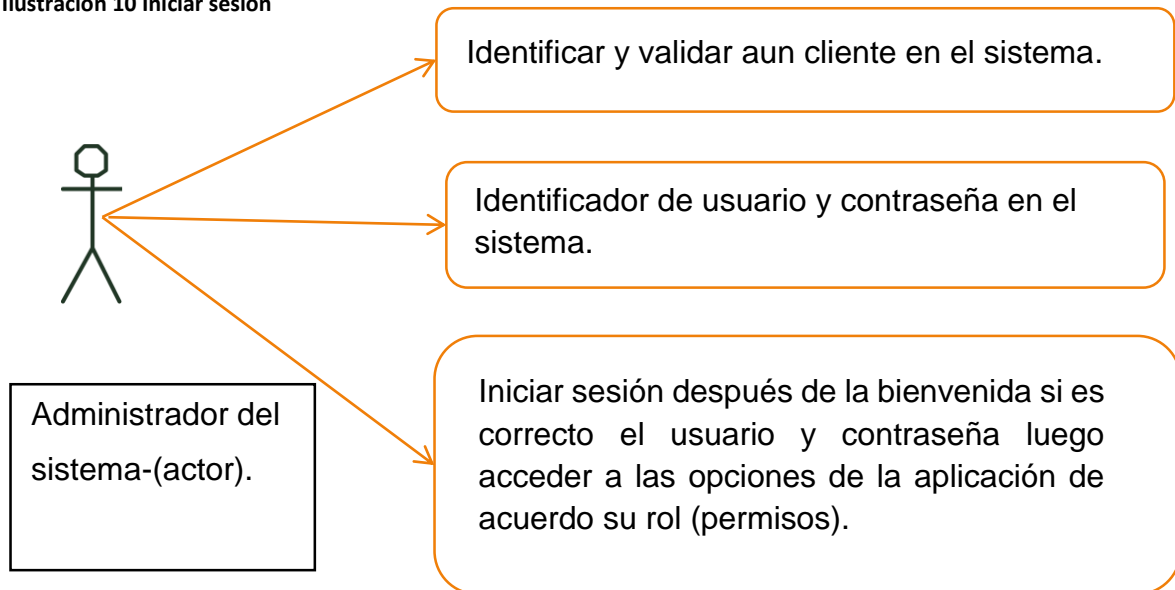 Ilustración 10 Iniciar sesión
Identificar y validar aun cliente en el sistema.
Identificador de usuario y contraseña en el
sistema.
Iniciar sesión después de la bienvenida si es
correcto el usuario y contraseña luego
acceder a las opciones de la aplicación de
acuerdo su rol (permisos).
Administrador del
sistema-(actor).